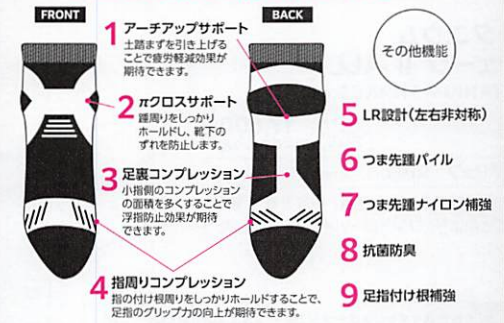 FRONT
BACK
1 アーチアップサポート
土踏まずを引き上げる
ことで疲労軽減効果が
期待できます。
2 πクロスサポート
踵周りをしっかり
ホールドし、靴下の
ずれを防止します。
3 足裏コンプレッション
小指側のコンプレッション
の面積を多くすることで
浮指防止効果が期待
できます。
4 指周りコンプレッション
指の付け根周りをしっかりホールドすることで、
足指のグリップ力の向上が期待できます。
その他機能
5 LR設計(左右非対称)
6 つま先踵パイル
7 つま先踵ナイロン補強
8 抗菌防臭
9 足指付け根補強